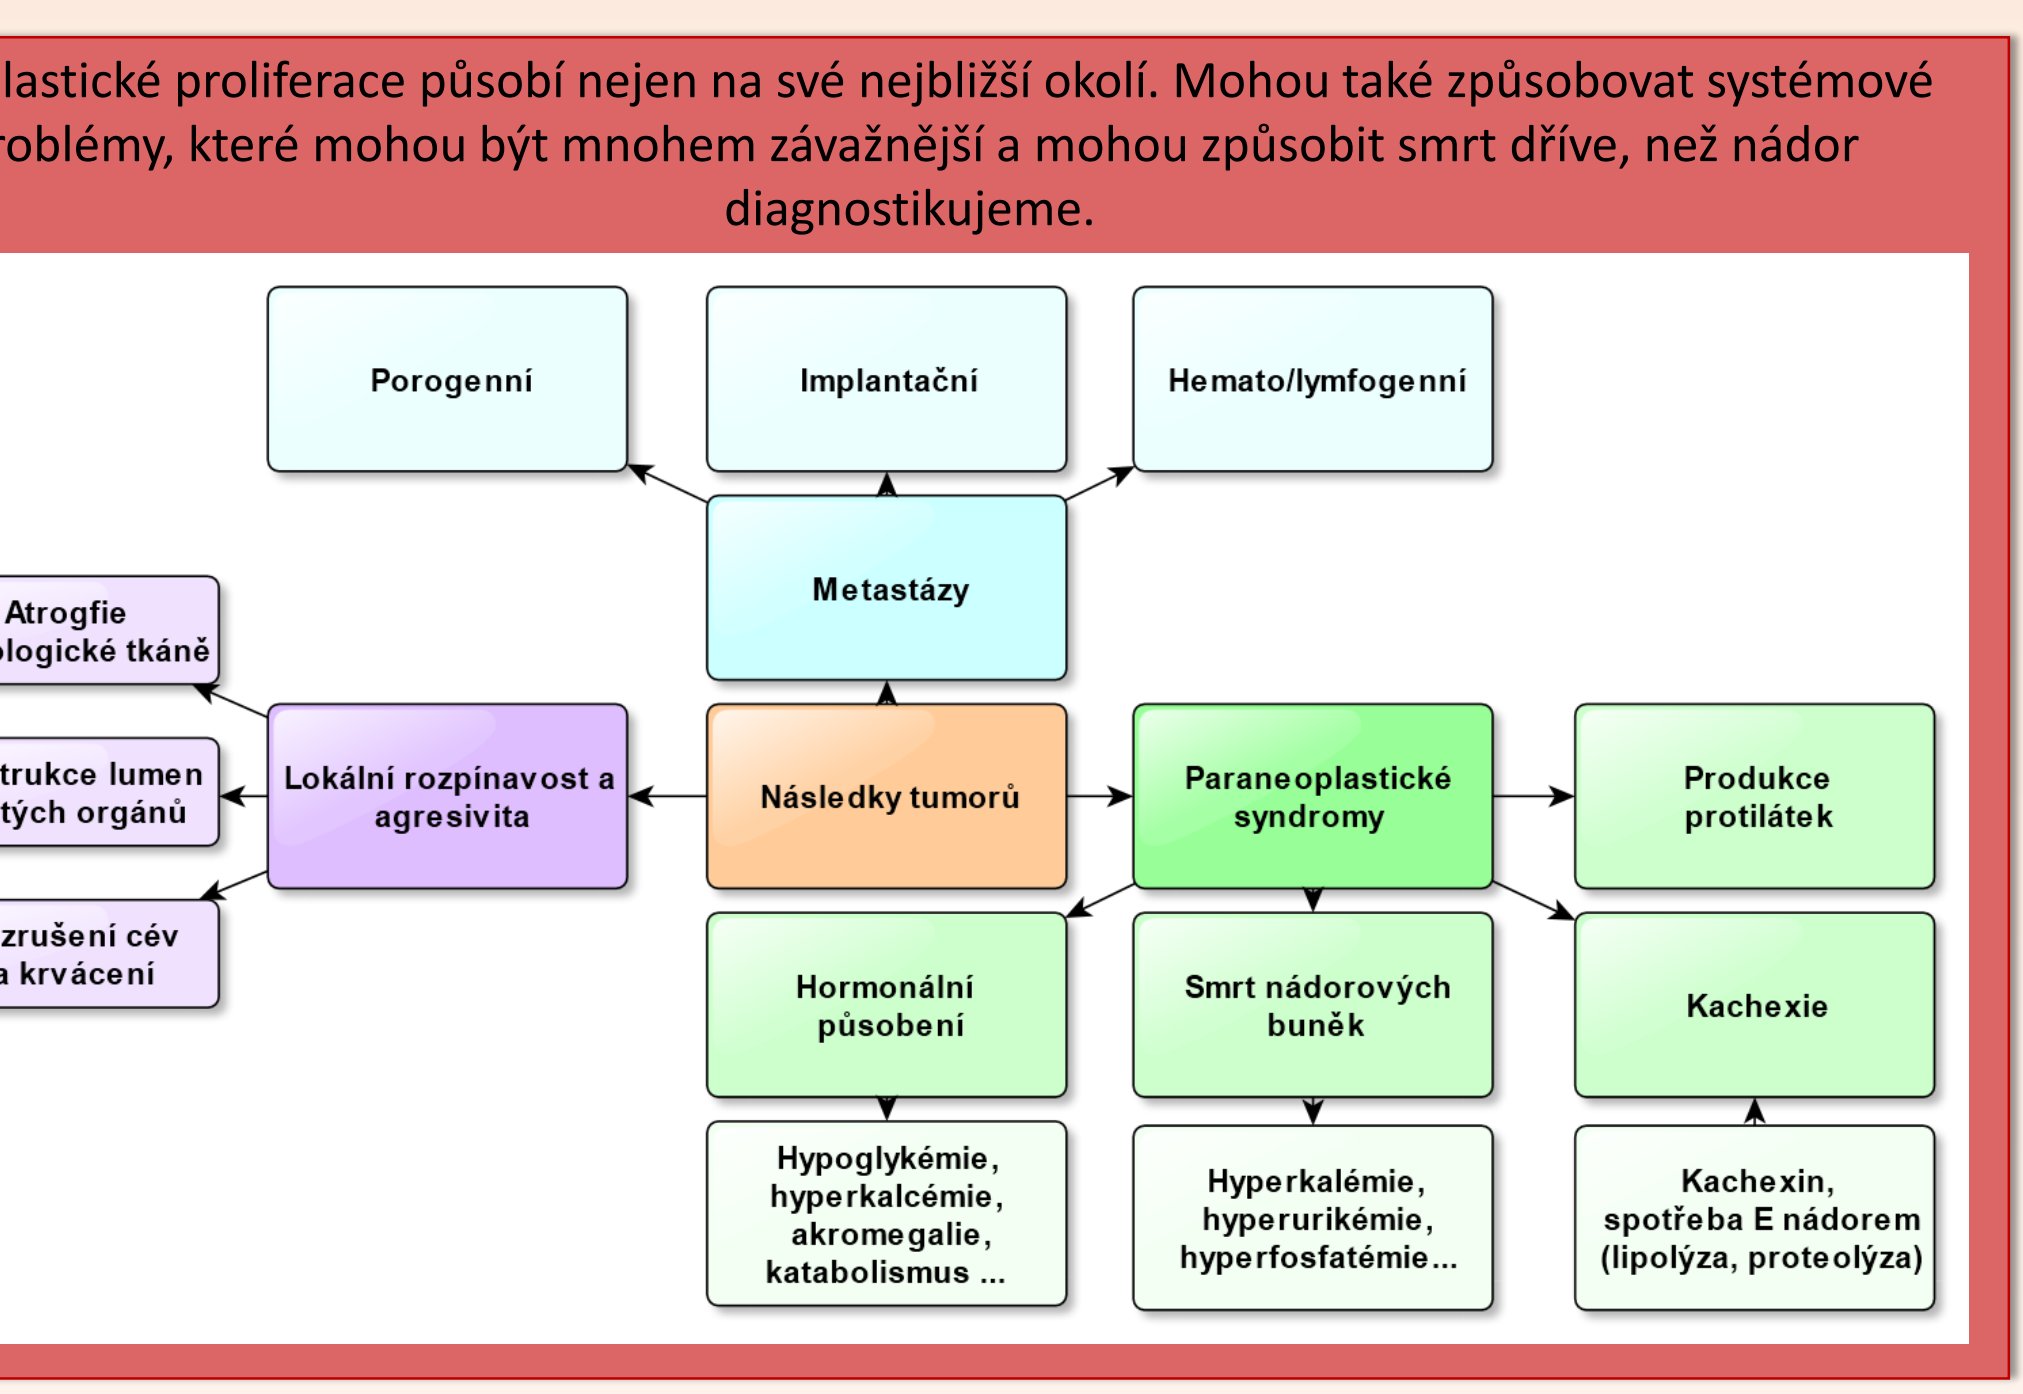 lastické proliferace působí nejen na své nejbližší okolí. Mohou také způsobovat systémové
roblémy, které mohou být mnohem závažnější a mohou způsobit smrt dříve, než nádor
diagnostikujeme.
Porogenní
Implantační
Hemato/lymfogenní
Metastázy
Atrogfie
ologické tkáně
trukce lumen
tých orgánů
zrušení cév
a krvácení
Lokální rozpínavost a
agresivita
Následky tumorů
Paraneoplastické
syndromy
Produkce
protilátek
Hormonální
působení
Smrt nádorových
buněk
Kachexie
Hypoglykémie,
hyperkalcémie,
akromegalie,
katabolismus ...
Hyperkalémie,
hyperurikémie,
hyperfosfatémie...
Kachexin,
spotřeba E nádorem
(lipolýza, proteolýza)